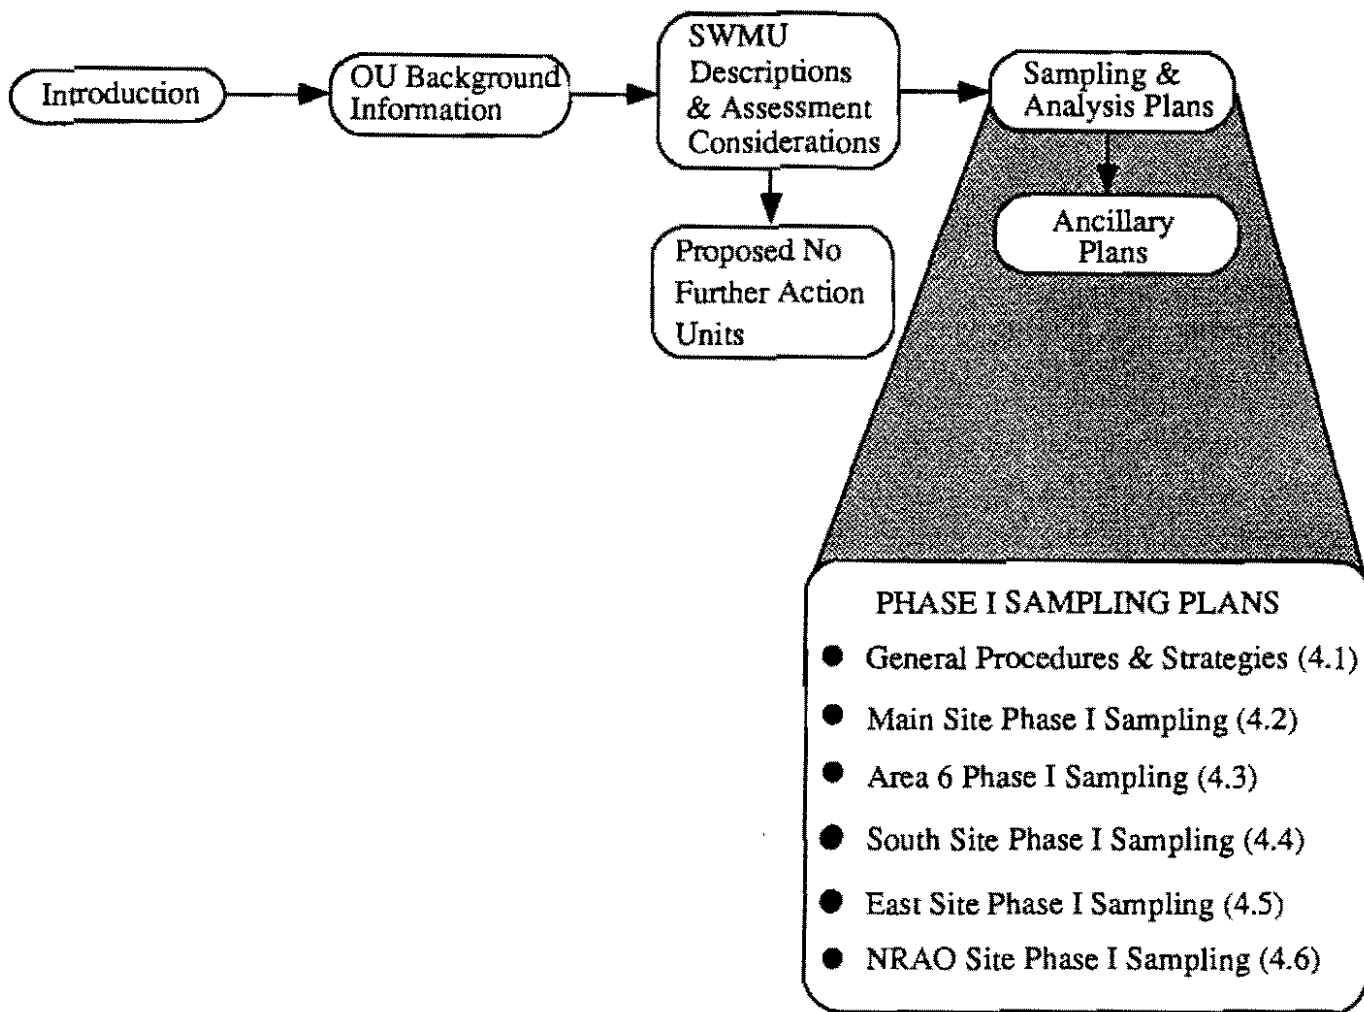 Introduction
OU Background
Information
SWMU
Descriptions
& Assessment
Considerations
Sampling &
Analysis Plans
Proposed No
Further Action
Units
Ancillary
Plans
PHASE I SAMPLING PLANS
● General Procedures & Strategies (4.1)
● Main Site Phase I Sampling (4.2)
● Area 6 Phase I Sampling (4.3)
● South Site Phase I Sampling (4.4)
● East Site Phase I Sampling (4.5)
● NRAO Site Phase I Sampling (4.6)